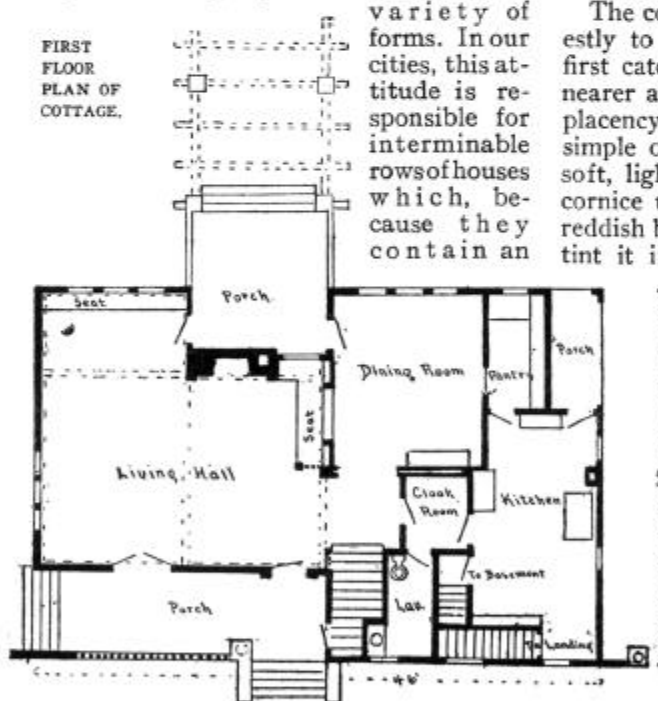 FIRST
FLOOR
PLAN OF
COTTAGE.
variety of
forms. In our
cities, this at-
titude is re-
sponsible for
interminable
rows of houses
which, be-
cause they
contain an
The co
estly to
first cate
nearer a
placency
simple o
soft, ligh
cornice
reddish b
tint it i
Porch
Seat
Dining Room
Pantry
Porch
Seat
Living Hall
Cloak
Room
Kitchen
To Basement
Porch
Lav.
To Landing
46'